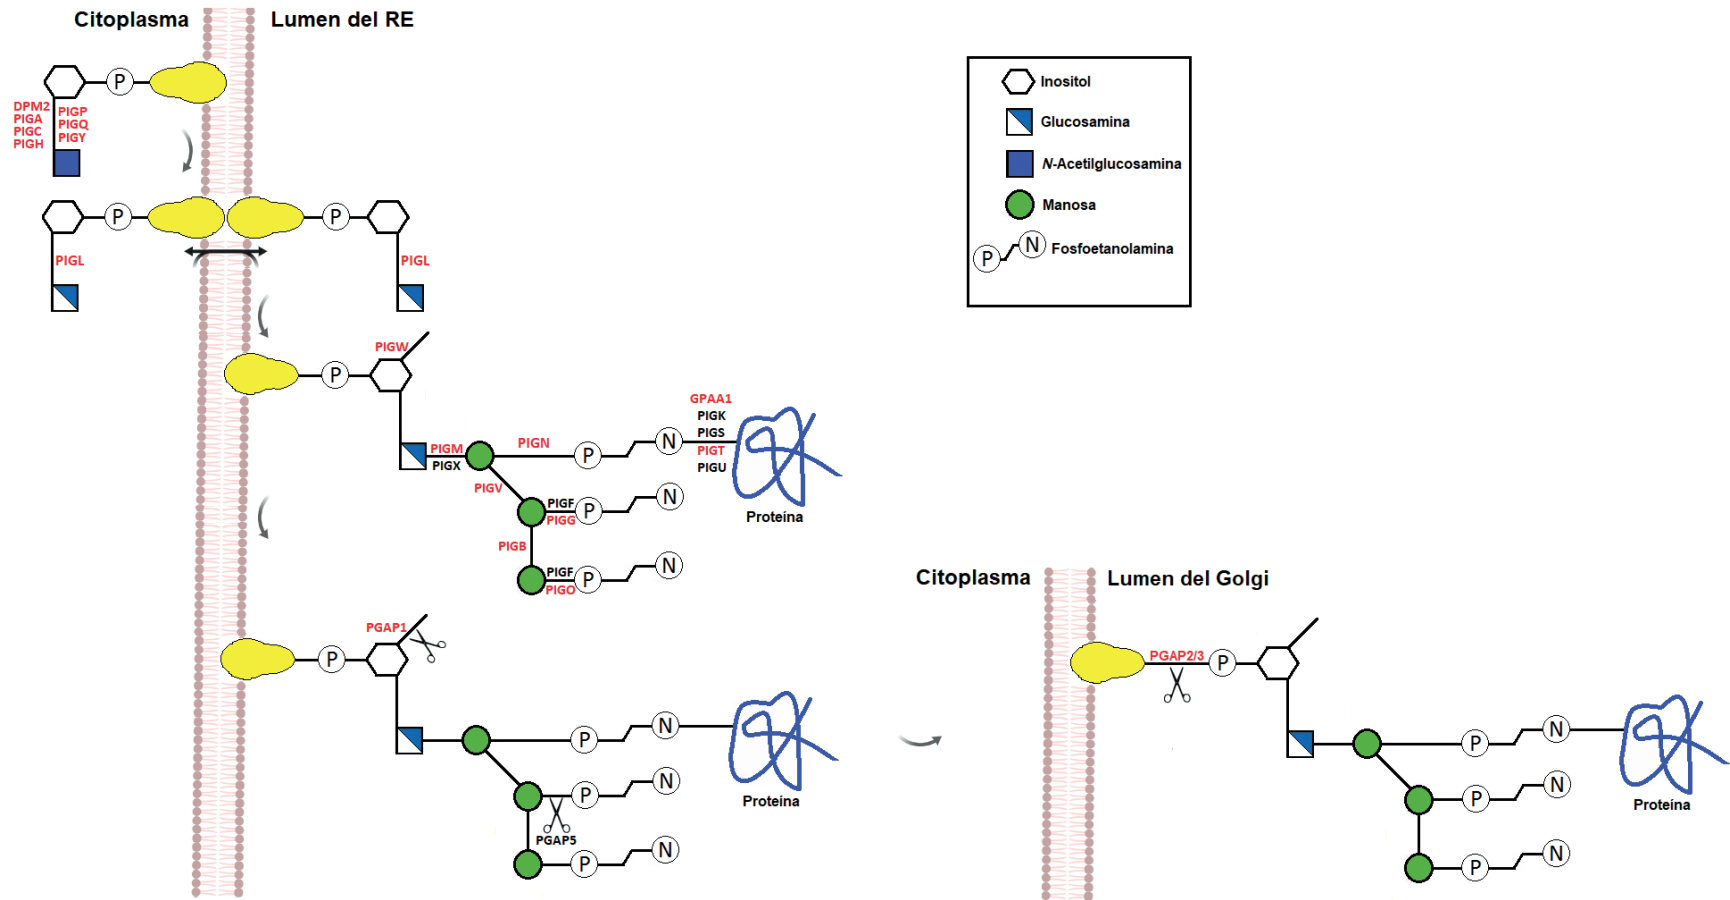 Citoplasma
Lumen del RE
P
DPM2
PIGA
PIGC
PIGH
PIGP
PIGQ
PIGY
P
P
PIGL
PIGL
Inositol
Glucosamina
N-Acetilglucosamina
Manosa
P N Fosfoetanolamina
PIGW
P
PIGM
PIGX
PIGN
P
N
GPAA1
PIGK
PIGS
PIGT
PIGU
PIGV
PIGF
PIGG
P
N
Proteína
PIGB
PIGF
PIGO
P
N
PGAP1
P
P
N
P
N
PGAP5
P
N
Proteína
Citoplasma
Lumen del Golgi
PGAP2/3
P
P
N
P
N
P
N
Proteína